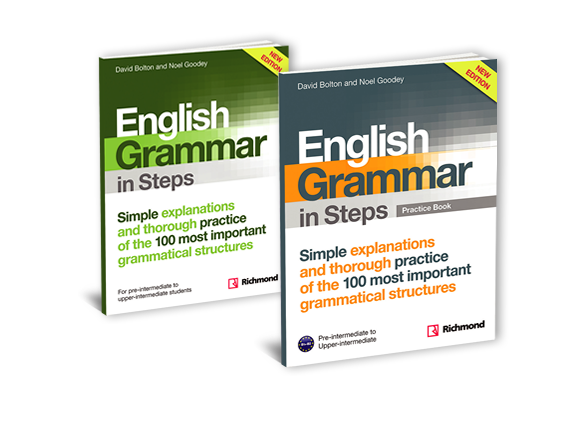 David Bolton and Noel Goodey
NEW
EDITION
English
Grammar
in Steps
Simple explanations
and thorough practice
of the 100 most important
grammatical structures
For pre-intermediate to
upper-intermediate students
Richmond
David Bolton and Noel Goodey
NEW
EDITION
English
Grammar
in Steps
Practice Book
Simple explanations
and thorough practice
of the 100 most important
grammatical structures
Pre-intermediate to
Upper-intermediate
Richmond